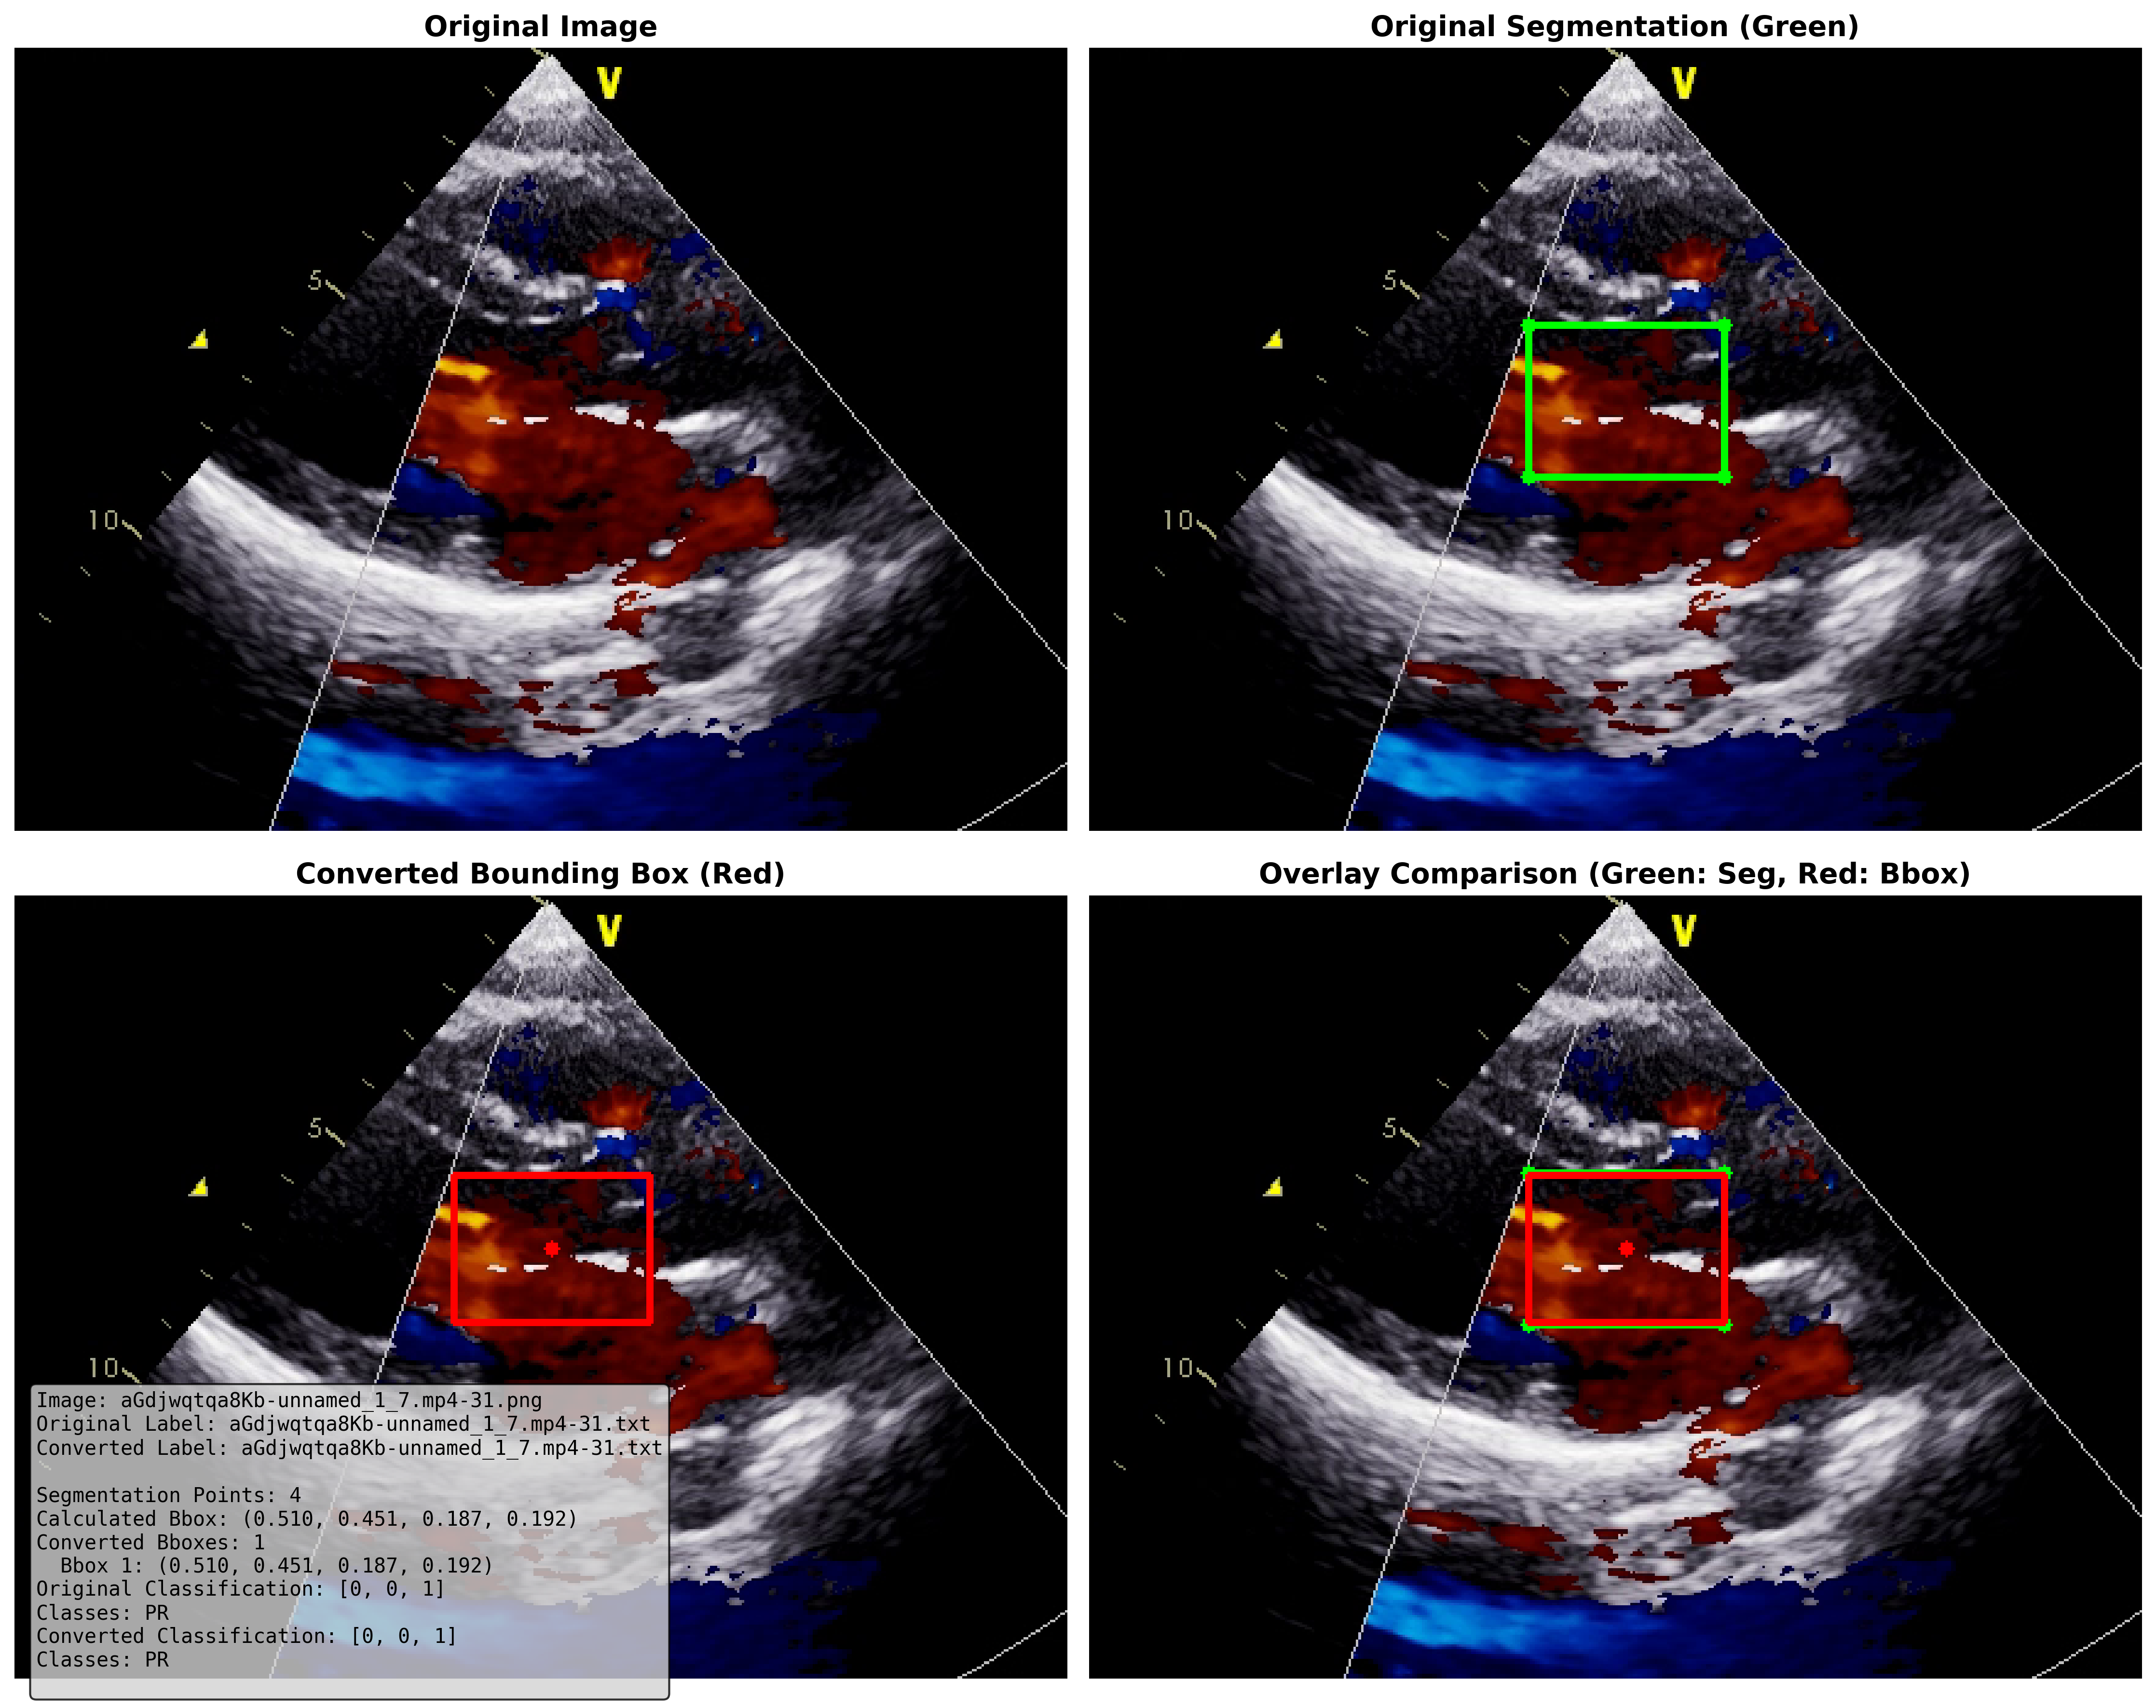 Original Image
Original Segmentation (Green)
V
5
10
V
5
10
Converted Bounding Box (Red)
Overlay Comparison (Green: Seg, Red: Bbox)
V
5
10
V
5
10
Image: aGdjwqtqa8Kb-unnamed_1_7.mp4-31.png
Original Label: aGdjwqtqa8Kb-unnamed_1_7.mp4-31.txt
Converted Label: aGdjwqtqa8Kb-unnamed_1_7.mp4-31.txt
Segmentation Points: 4
Calculated Bbox: (0.510, 0.451, 0.187, 0.192)
Converted Bboxes: 1
Bbox 1: (0.510, 0.451, 0.187, 0.192)
Original Classification: [0, 0, 1]
Classes: PR
Converted Classification: [0, 0, 1]
Classes: PR